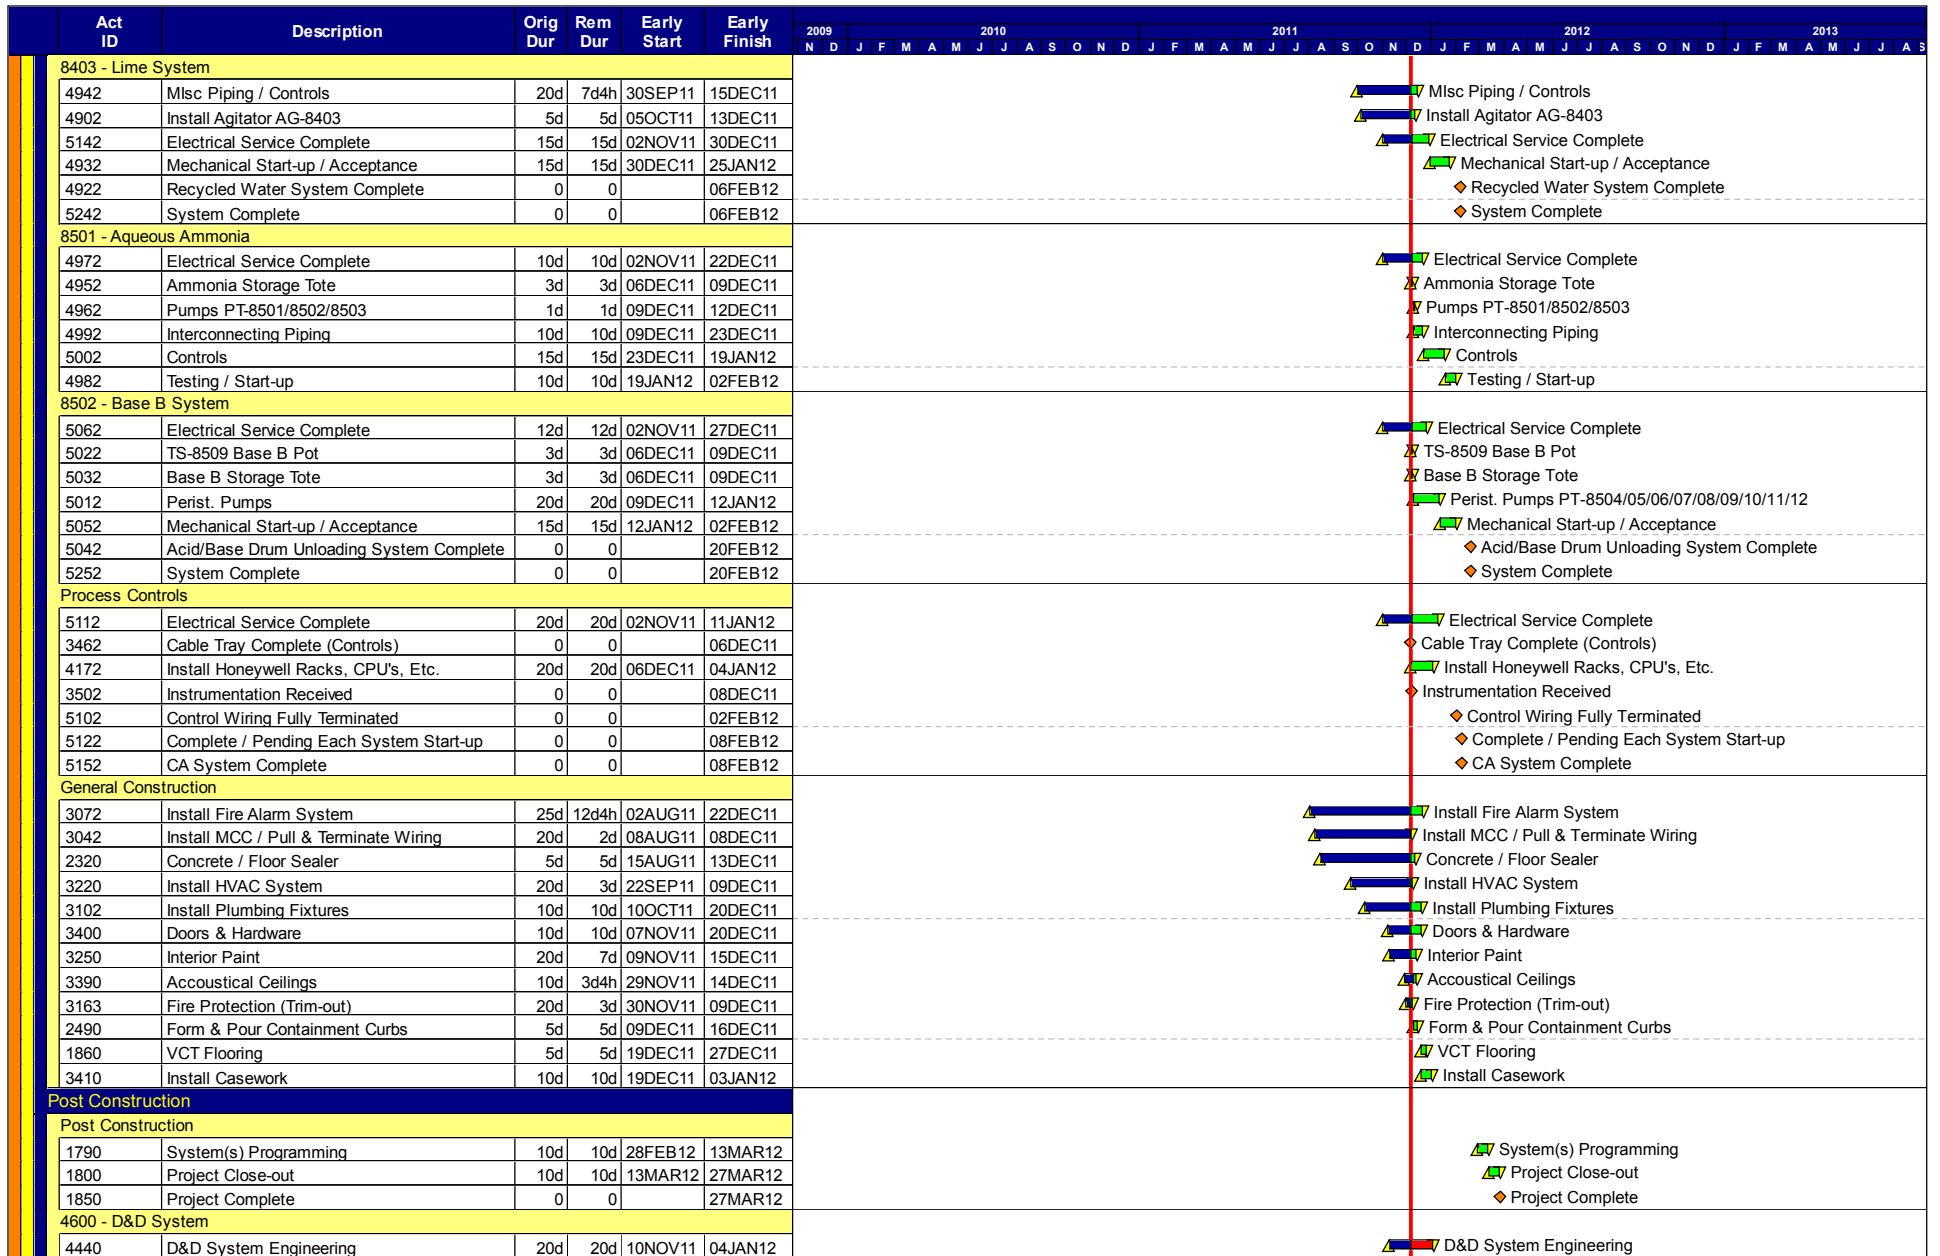 Act ID Description Orig Dur Rem Dur Early Start Early Finish
2009 2010 2011 2012 2013
N D J F M A M J J A S O N D J F M A M J J A S O N D J F M A M J J A S O N D J F M A M J J A S
8403 - Lime System
4942 MIsc Piping / Controls 20d 7d4h 30SEP11 15DEC11 MIsc Piping / Controls
4902 Install Agitator AG-8403 5d 5d 05OCT11 13DEC11 Install Agitator AG-8403
5142 Electrical Service Complete 15d 15d 02NOV11 30DEC11 Electrical Service Complete
4932 Mechanical Start-up / Acceptance 15d 15d 30DEC11 25JAN12 Mechanical Start-up / Acceptance
4922 Recycled Water System Complete 0 0 06FEB12 Recycled Water System Complete
5242 System Complete 0 0 06FEB12 System Complete
8501 - Aqueous Ammonia
4972 Electrical Service Complete 10d 10d 02NOV11 22DEC11 Electrical Service Complete
4952 Ammonia Storage Tote 3d 3d 06DEC11 09DEC11 Ammonia Storage Tote
4962 Pumps PT-8501/8502/8503 1d 1d 09DEC11 12DEC11 Pumps PT-8501/8502/8503
4992 Interconnecting Piping 10d 10d 09DEC11 23DEC11 Interconnecting Piping
5002 Controls 15d 15d 23DEC11 19JAN12 Controls
4982 Testing / Start-up 10d 10d 19JAN12 02FEB12 Testing / Start-up
8502 - Base B System
5062 Electrical Service Complete 12d 12d 02NOV11 27DEC11 Electrical Service Complete
5022 TS-8509 Base B Pot 3d 3d 06DEC11 09DEC11 TS-8509 Base B Pot
5032 Base B Storage Tote 3d 3d 06DEC11 09DEC11 Base B Storage Tote
5012 Perist. Pumps 20d 20d 09DEC11 12JAN12 Perist. Pumps PT-8504/05/06/07/08/09/10/11/12
5052 Mechanical Start-up / Acceptance 15d 15d 12JAN12 02FEB12 Mechanical Start-up / Acceptance
5042 Acid/Base Drum Unloading System Complete 0 0 20FEB12 Acid/Base Drum Unloading System Complete
5252 System Complete 0 0 20FEB12 System Complete
Process Controls
5112 Electrical Service Complete 20d 20d 02NOV11 11JAN12 Electrical Service Complete
3462 Cable Tray Complete (Controls) 0 0 06DEC11 Cable Tray Complete (Controls)
4172 Install Honeywell Racks, CPU's, Etc. 20d 20d 06DEC11 04JAN12 Install Honeywell Racks, CPU's, Etc.
3502 Instrumentation Received 0 0 08DEC11 Instrumentation Received
5102 Control Wiring Fully Terminated 0 0 02FEB12 Control Wiring Fully Terminated
5122 Complete / Pending Each System Start-up 0 0 08FEB12 Complete / Pending Each System Start-up
5152 CA System Complete 0 0 08FEB12 CA System Complete
General Construction
3072 Install Fire Alarm System 25d 12d4h 02AUG11 22DEC11 Install Fire Alarm System
3042 Install MCC / Pull & Terminate Wiring 20d 2d 08AUG11 08DEC11 Install MCC / Pull & Terminate Wiring
2320 Concrete / Floor Sealer 5d 5d 15AUG11 13DEC11 Concrete / Floor Sealer
3220 Install HVAC System 20d 3d 22SEP11 09DEC11 Install HVAC System
3102 Install Plumbing Fixtures 10d 10d 10OCT11 20DEC11 Install Plumbing Fixtures
3400 Doors & Hardware 10d 10d 07NOV11 20DEC11 Doors & Hardware
3250 Interior Paint 20d 7d 09NOV11 15DEC11 Interior Paint
3390 Accoustical Ceilings 10d 3d4h 29NOV11 14DEC11 Accoustical Ceilings
3163 Fire Protection (Trim-out) 20d 3d 30NOV11 09DEC11 Fire Protection (Trim-out)
2490 Form & Pour Containment Curbs 5d 5d 09DEC11 16DEC11 Form & Pour Containment Curbs
1860 VCT Flooring 5d 5d 19DEC11 27DEC11 VCT Flooring
3410 Install Casework 10d 10d 19DEC11 03JAN12 Install Casework
Post Construction
Post Construction
1790 System(s) Programming 10d 10d 28FEB12 13MAR12 System(s) Programming
1800 Project Close-out 10d 10d 13MAR12 27MAR12 Project Close-out
1850 Project Complete 0 0 27MAR12 Project Complete
4600 - D&D System
4440 D&D System Engineering 20d 20d 10NOV11 04JAN12 D&D System Engineering